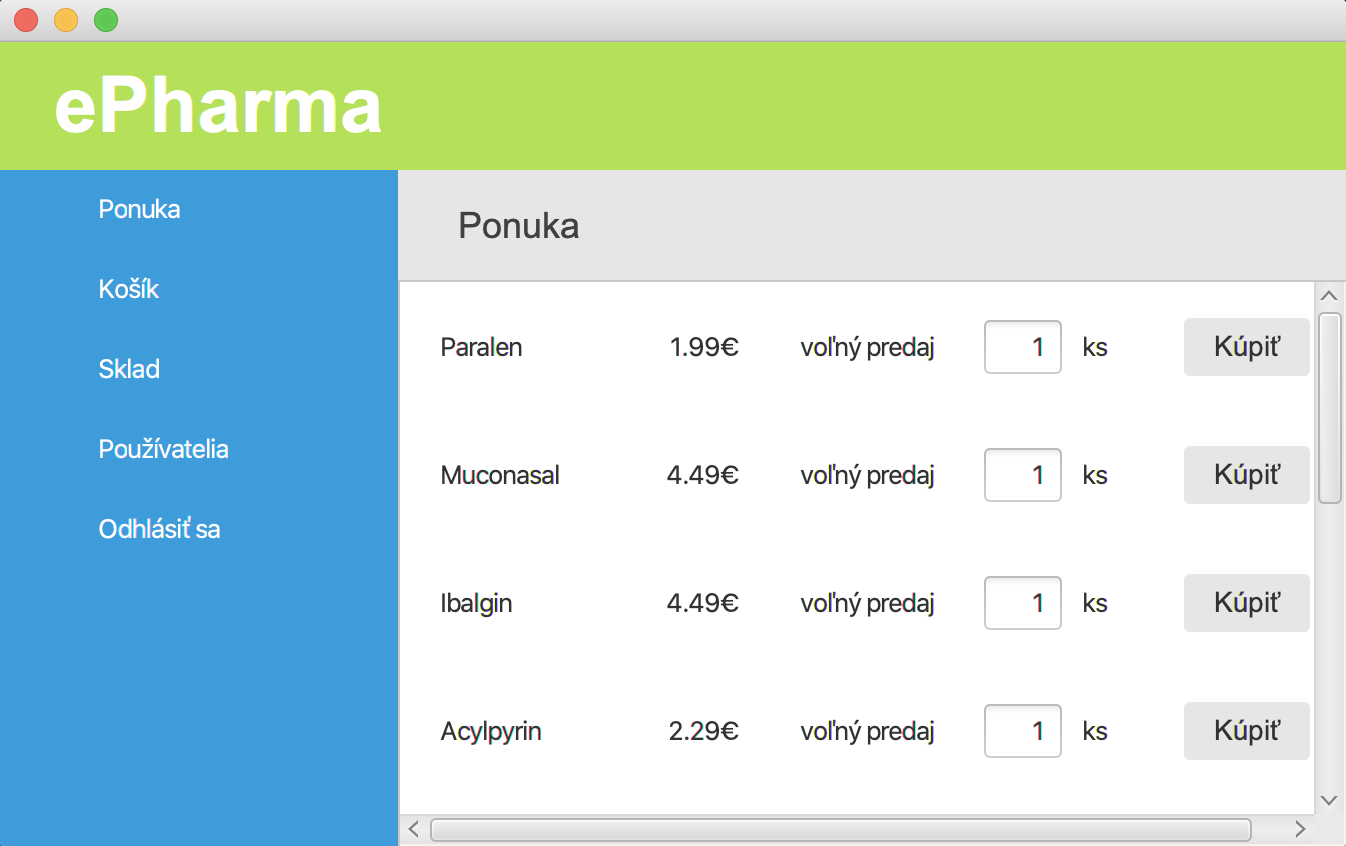 ePharma
Ponuka
Košík
Sklad
Používatelia
Odhlásiť sa
Ponuka
Paralen 1.99€ voľný predaj 1 ks Kúpiť
Muconasal 4.49€ voľný predaj 1 ks Kúpiť
Ibalgin 4.49€ voľný predaj 1 ks Kúpiť
Acylpyrin 2.29€ voľný predaj 1 ks Kúpiť